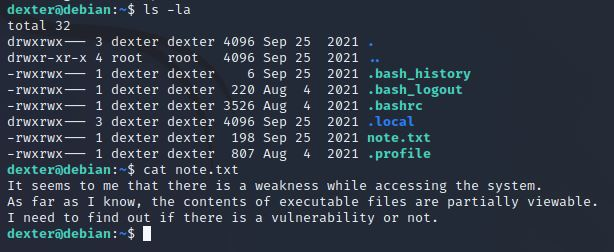 dexter@debian:~$ ls -la
total 32
drwxrwx--- 3 dexter dexter 4096 Sep 25  2021 .
drwxr-xr-x 4 root   root   4096 Sep 25  2021 ..
-rwxrwx--- 1 dexter dexter    6 Sep 25  2021 .bash_history
-rwxrwx--- 1 dexter dexter  220 Aug  4  2021 .bash_logout
-rwxrwx--- 1 dexter dexter 3526 Aug  4  2021 .bashrc
drwxrwx--- 3 dexter dexter 4096 Sep 25  2021 .local
-rwxrwx--- 1 dexter dexter  198 Sep 25  2021 note.txt
-rwxrwx--- 1 dexter dexter  807 Aug  4  2021 .profile
dexter@debian:~$ cat note.txt
It seems to me that there is a weakness while accessing the system.
As far as I know, the contents of executable files are partially viewable.
I need to find out if there is a vulnerability or not.
dexter@debian:~$